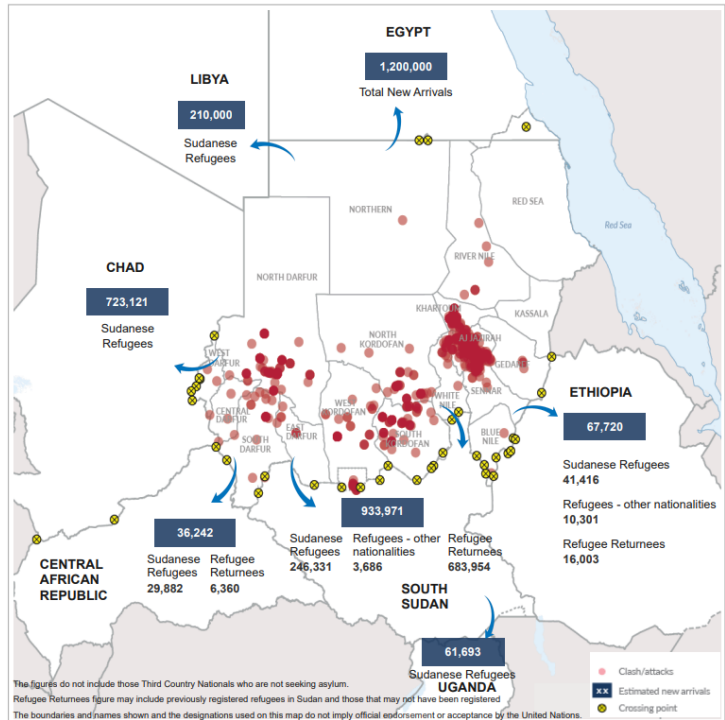 EGYPT
1,200,000
Total New Arrivals
LIBYA
210,000
Sudanese
Refugees
NORTHERN
RED SEA
Red Sea
RIVER NILE
NORTH DARFUR
CHAD
723,121
Sudanese
Refugees
KHARTOUM
KASSALA
NORTH
KORDOFAN
AJ JAZIRAH
GEDAREF
WEST
DARFUR
SENNAR
WHITE
NILE
WEST
KORDOFAN
CENTRAL
DARFUR
EAST
DARFUR
SOUTH
KORDOFAN
BLUE
NILE
SOUTH
DARFUR
ETHIOPIA
67,720
Sudanese Refugees
41,416
Refugees - other nationalities
10,301
Refugee Returnees
16,003
36,242
Sudanese
Refugees
29,882
Refugee
Returnees
6,360
933,971
Sudanese
Refugees
246,331
Refugees - other
nationalities
3,686
Refugee
Returnees
683,954
CENTRAL
AFRICAN
REPUBLIC
SOUTH
SUDAN
61,693
Sudanese Refugees
UGANDA
Clash/attacks
xx Estimated new arrivals
Crossing point
The figures do not include those Third Country Nationals who are not seeking asylum.
Refugee Returnees figure may include previously registered refugees in Sudan and those that may not have been registered
The boundaries and names shown and the designations used on this map do not imply official endorsement or acceptance by the United Nations.